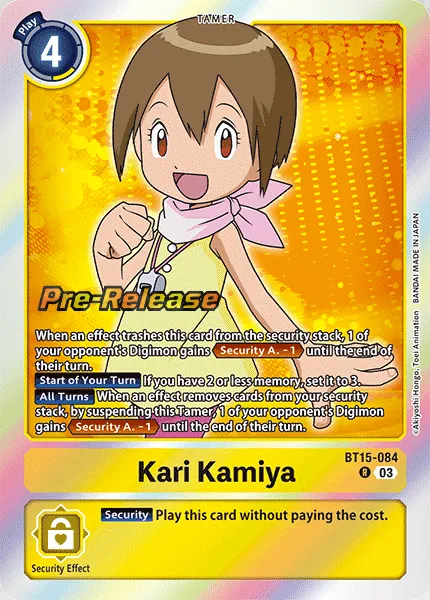 TAMER
Play
4
Pre-Release
When an effect trashes this card from the security stack, 1 of
your opponent's Digimon gains Security A. -1 until the end of
their turn.
Start of Your Turn If you have 2 or less memory, set it to 3.
All Turns When an effect removes cards from your security
stack, by suspending this Tamer, 1 of your opponent's Digimon
gains Security A. -1 until the end of their turn.
©Akiyoshi Hongo, Toei Animation BANDAI MADE IN JAPAN
BT15-084
Kari Kamiya
R 03
Security Play this card without paying the cost.
Security Effect